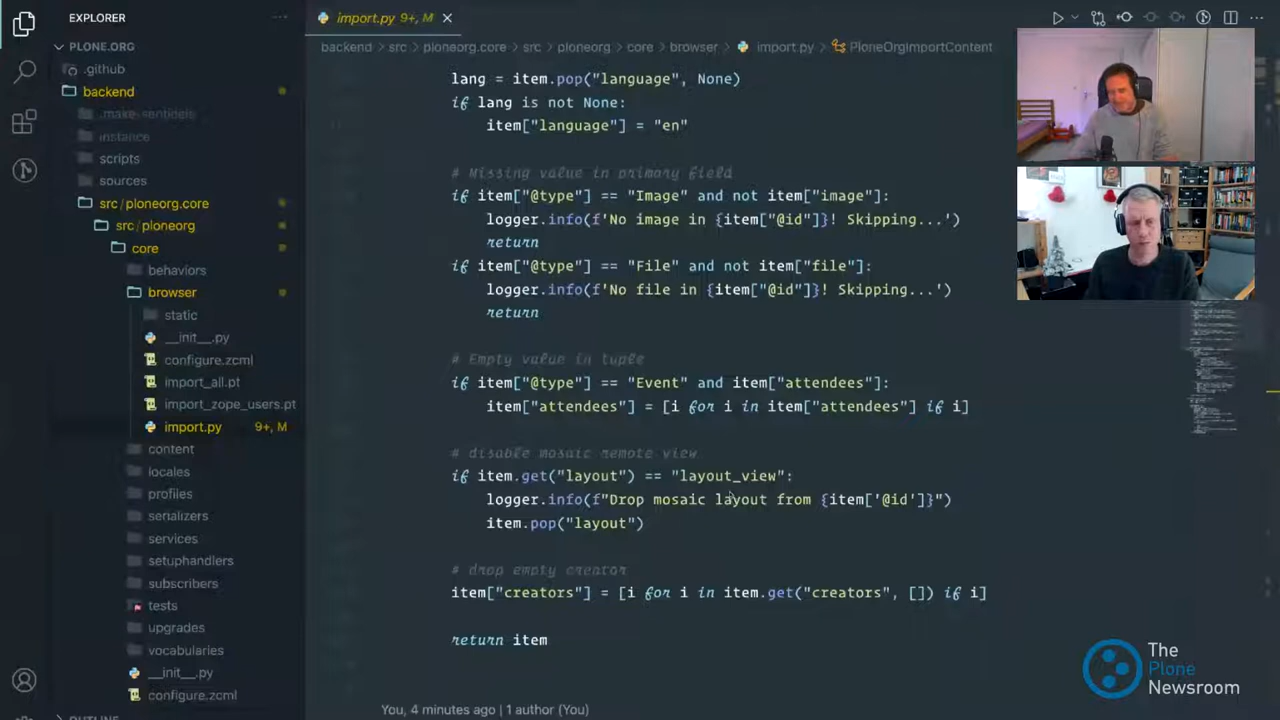 EXPLORER
PLONE.ORG
.github
backend
.make-sentinels
instance
scripts
sources
src/ploneorg.core
src/ploneorg
core
behaviors
browser
static
__init__.py
configure.zcml
import_all.pt
import_zope_users.pt
import.py 9+, M
content
locales
profiles
serializers
services
setuphandlers
subscribers
tests
upgrades
vocabularies
__init__.py
configure.zcml
OUTLINE
import.py 9+, M
backend > src > ploneorg.core > src > ploneorg > core > browser > import.py > PloneOrgImportContent
lang = item.pop("language", None)
if lang is not None:
item["language"] = "en"
# Missing value in primary field
if item["@type"] == "Image" and not item["image"]:
logger.info(f'No image in {item["@id"]}! Skipping...')
return
if item["@type"] == "File" and not item["file"]:
logger.info(f'No file in {item["@id"]}! Skipping...')
return
# Empty value in tuple
if item["@type"] == "Event" and item["attendees"]:
item["attendees"] = [i for i in item["attendees"] if i]
# disable mosaic remote view
if item.get("layout") == "layout_view":
logger.info(f"Drop mosaic layout from {item['@id']}")
item.pop("layout")
# drop empty creator
item["creators"] = [i for i in item.get("creators", []) if i]
return item
You, 4 minutes ago | 1 author (You)
The
Plone
Newsroom